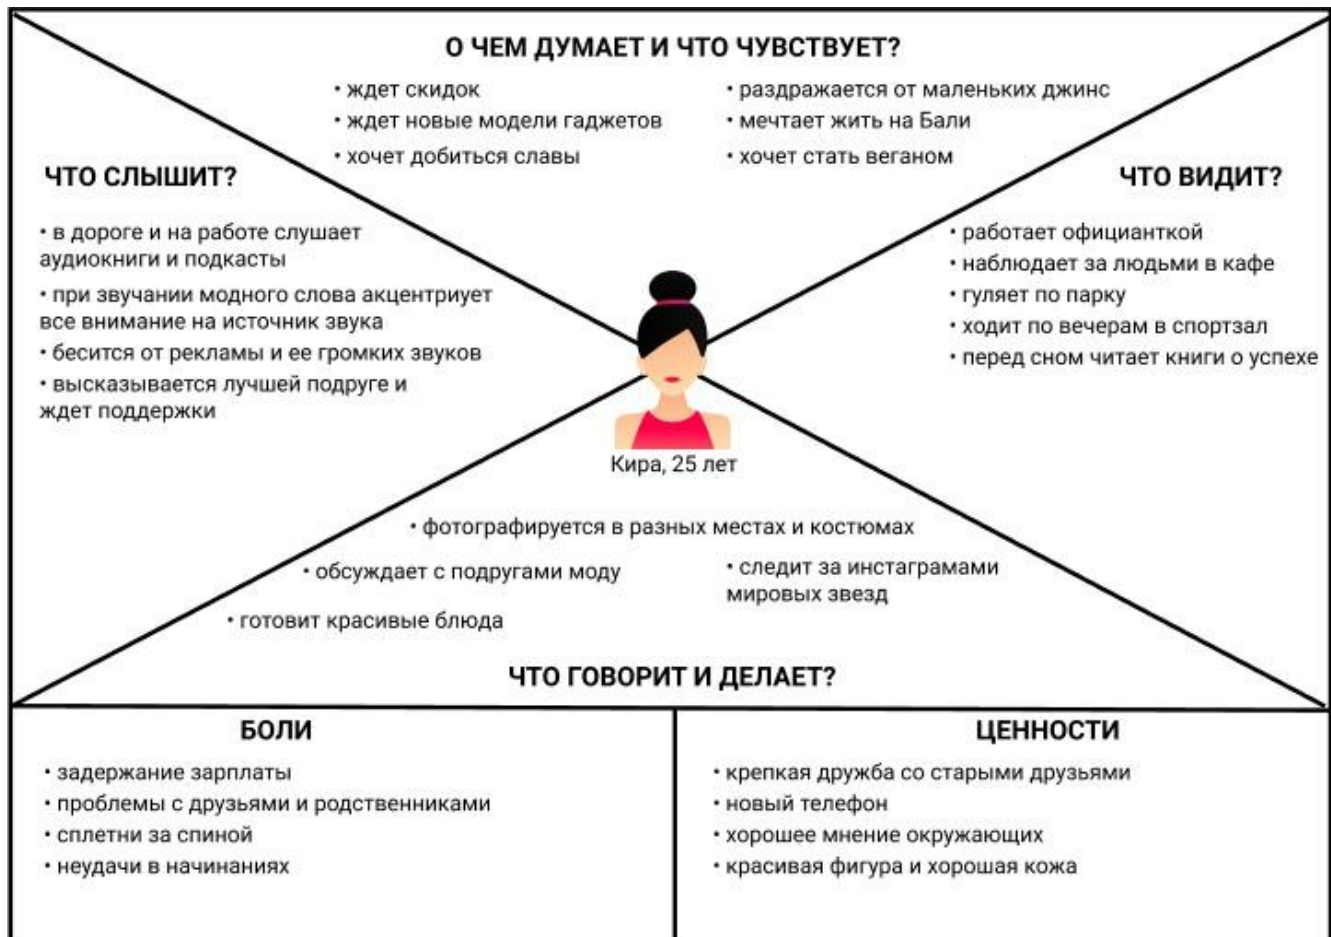 О ЧЕМ ДУМАЕТ И ЧТО ЧУВСТВУЕТ?
• ждет скидок
• ждет новые модели гаджетов
• хочет добиться славы
• раздражается от маленьких джинс
• мечтает жить на Бали
• хочет стать веганом
ЧТО СЛЫШИТ?
• в дороге и на работе слушает
аудиокниги и подкасты
• при звучании модного слова акцентриует
все внимание на источник звука
• бесится от рекламы и ее громких звуков
• высказывается лучшей подруге и
ждет поддержки
ЧТО ВИДИТ?
• работает официанткой
• наблюдает за людьми в кафе
• гуляет по парку
• ходит по вечерам в спортзал
• перед сном читает книги о успехе
Кира, 25 лет
• фотографируется в разных местах и костюмах
• обсуждает с подругами моду
• следит за инстаграмами
мировых звезд
• готовит красивые блюда
ЧТО ГОВОРИТ И ДЕЛАЕТ?
БОЛИ
• задержание зарплаты
• проблемы с друзьями и родственниками
• сплетни за спиной
• неудачи в начинаниях
ЦЕННОСТИ
• крепкая дружба со старыми друзьями
• новый телефон
• хорошее мнение окружающих
• красивая фигура и хорошая кожа